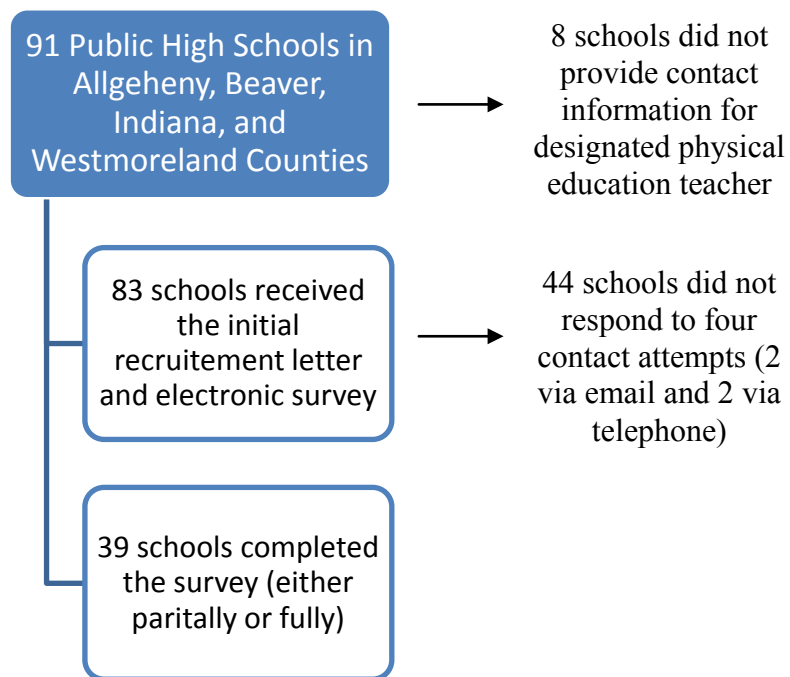 91 Public High Schools in
Allgeheny, Beaver,
Indiana, and
Westmoreland Counties
8 schools did not
provide contact
information for
designated physical
education teacher
83 schools received
the initial
recruitement letter
and electronic survey
44 schools did not
respond to four
contact attempts (2
via email and 2 via
telephone)
39 schools completed
the survey (either
paritally or fully)